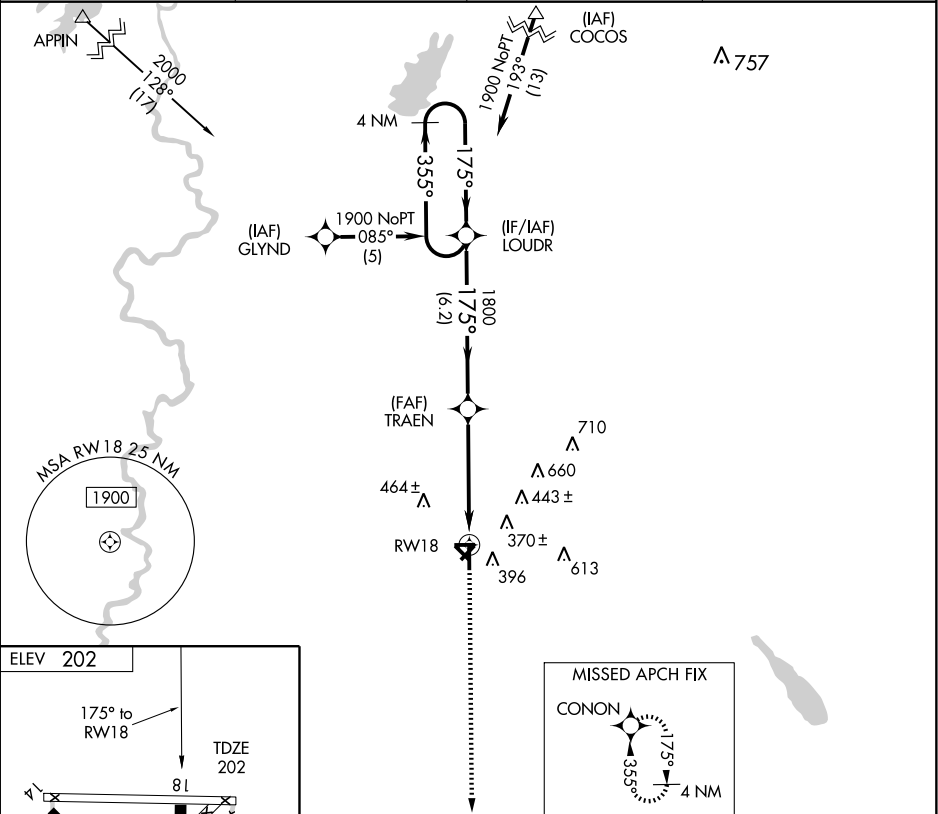 APPIN
2000
128°
(17)
(IAF)
COCOS
1900 NoPT
193°
(13)
757
4 NM
355°
175°
(IAF)
GLYND
1900 NoPT
085°
(5)
(IF/IAF)
LOUDR
1800
175°
(6.2)
(FAF)
TRAEN
710
660
464 ±
443 ±
370 ±
RW18
396
613
MSA RW18 25 NM
1900
ELEV 202
175° to
RW18
TDZE
202
14
18
MISSED APCH FIX
CONON
175°
355°
4 NM